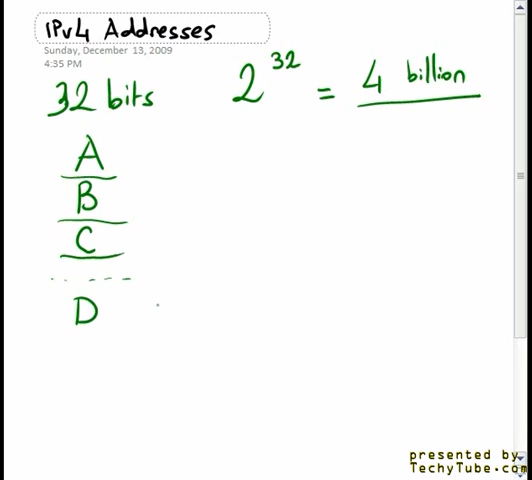 IPv4 Addresses
Sunday, December 13, 2009
4:35 PM
32 bits 2^32 = 4 billion
A
B
C
D
presented by
TechyTube.com